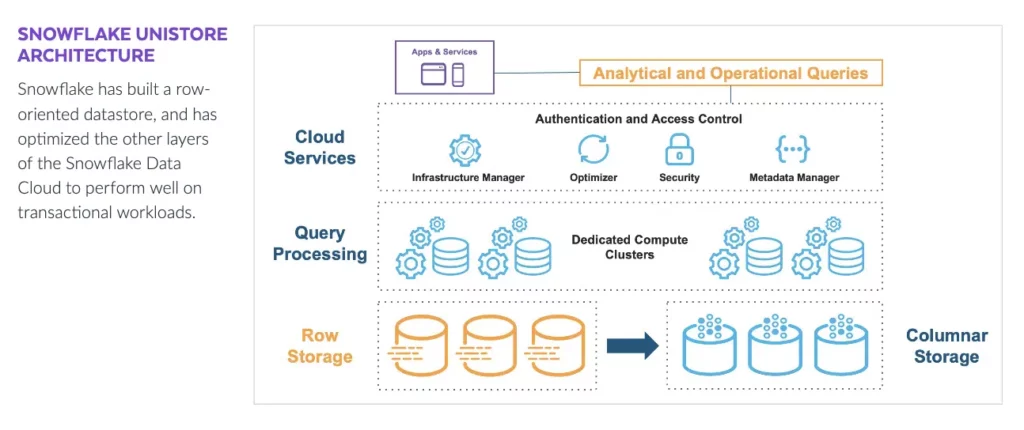 SNOWFLAKE UNISTORE
ARCHITECTURE
Snowflake has built a row-
oriented datastore, and has
optimized the other layers
of the Snowflake Data
Cloud to perform well on
transactional workloads.
Apps & Services
Analytical and Operational Queries
Cloud
Services
Authentication and Access Control
Infrastructure Manager
Optimizer
Security
Metadata Manager
Query
Processing
Dedicated Compute
Clusters
Row
Storage
Columnar
Storage